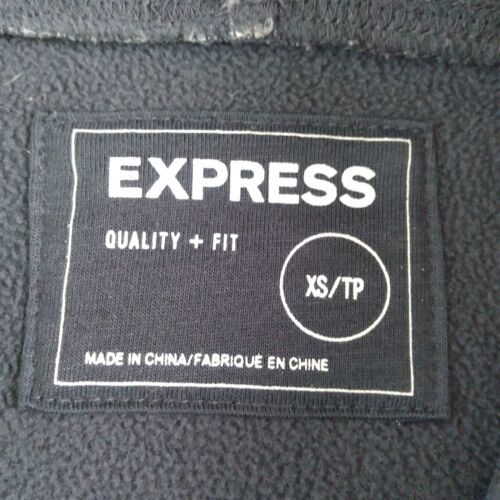 EXPRESS
QUALITY + FIT
XS/TP
MADE IN CHINA/FABRIQUÉ EN CHINE